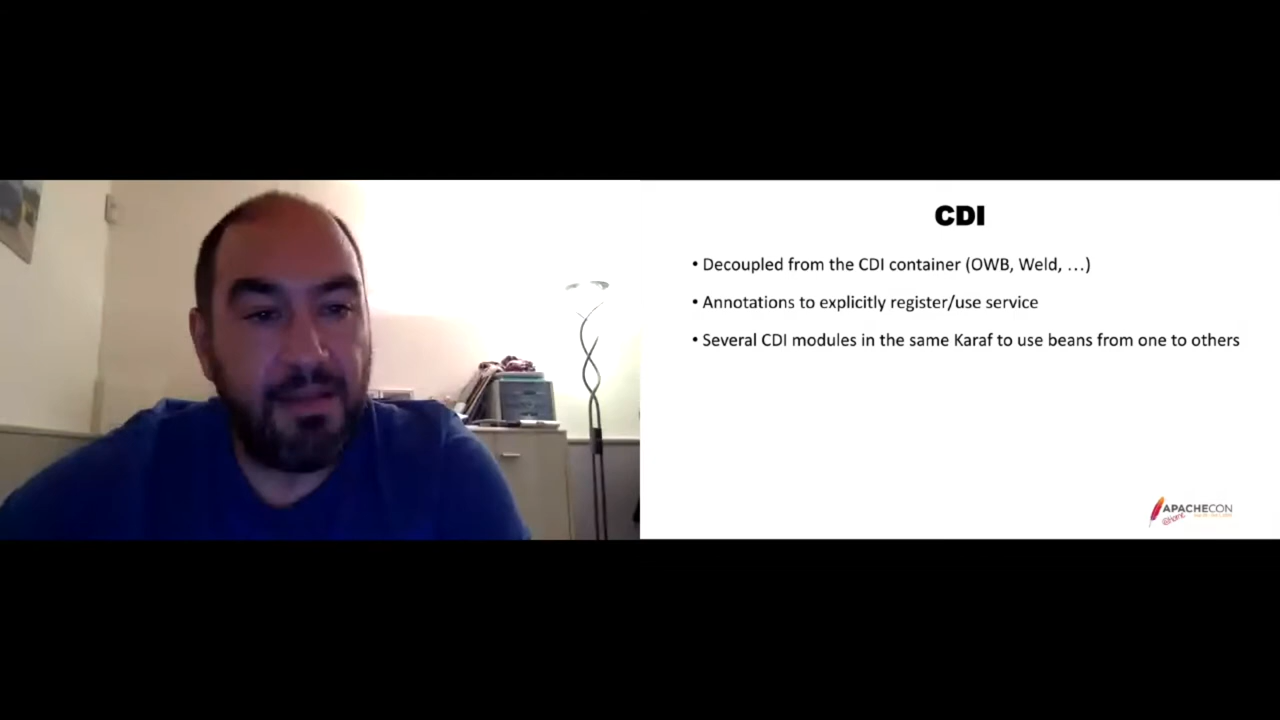 CDI
• Decoupled from the CDI container (OWB, Weld, …)
• Annotations to explicitly register/use service
• Several CDI modules in the same Karaf to use beans from one to others
APACHECON
@home